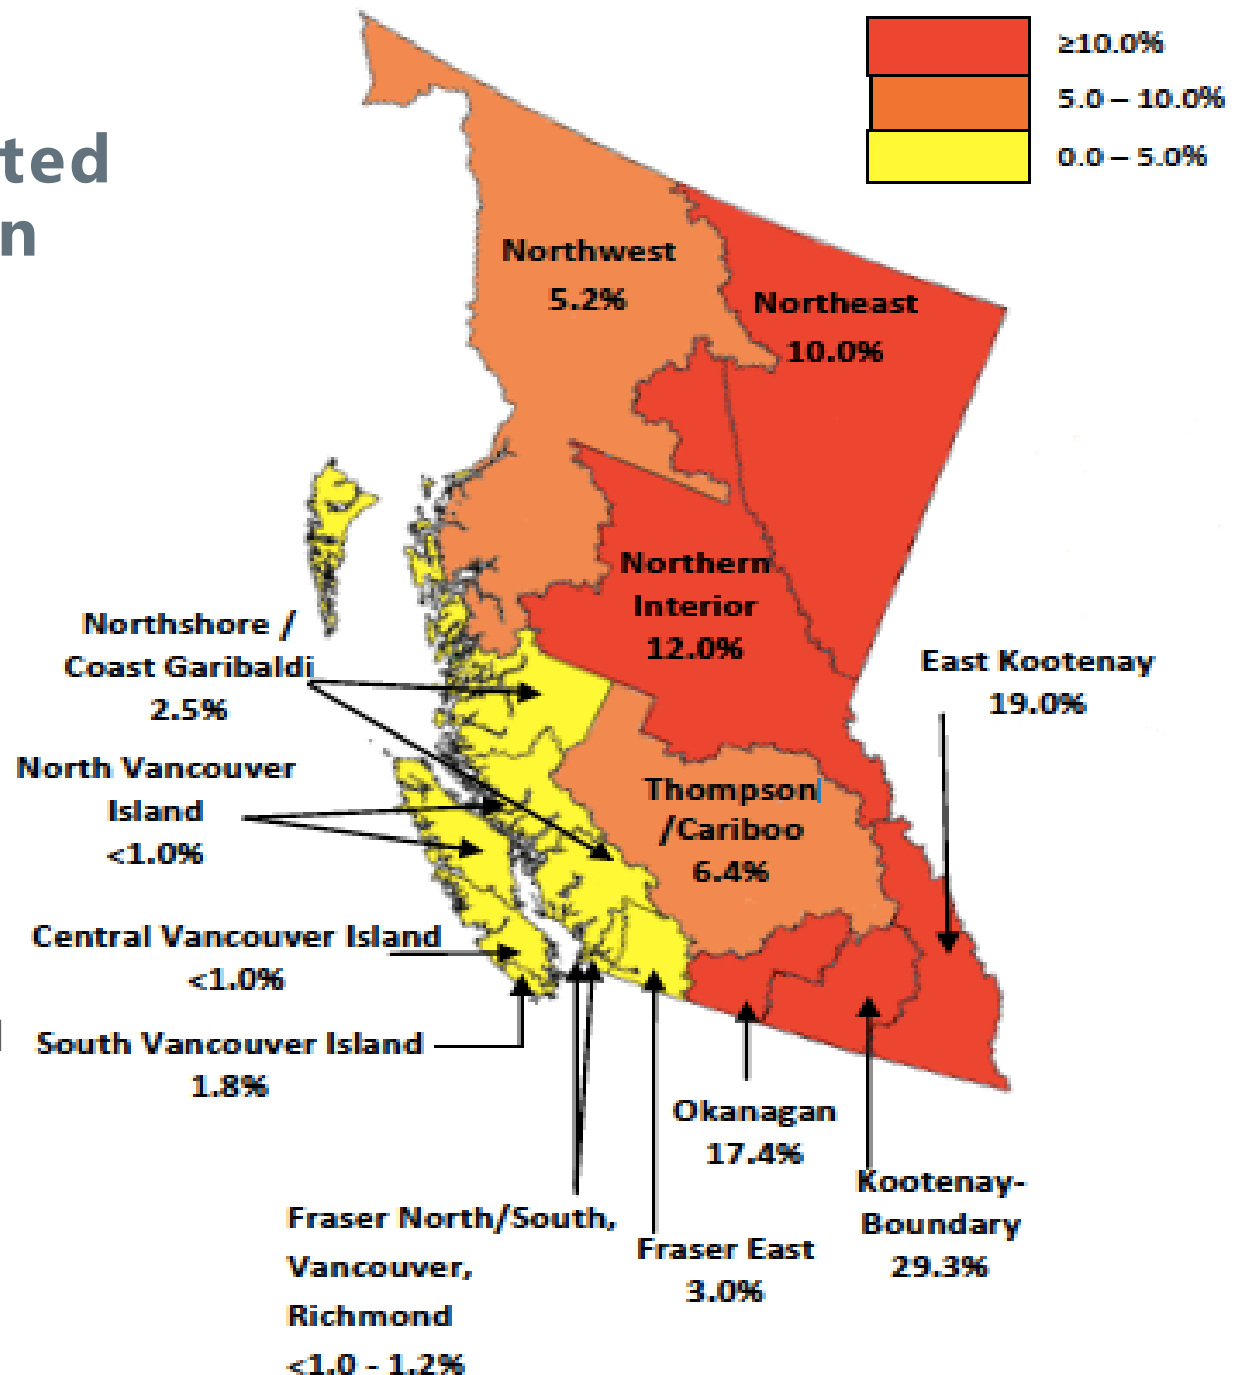 ≥10.0%
5.0 – 10.0%
0.0 – 5.0%
ted
n
Northwest
5.2%
Northeast
10.0%
Northern
Interior
12.0%
Northshore /
Coast Garibaldi
2.5%
East Kootenay
19.0%
North Vancouver
Island
<1.0%
Thompson
/Cariboo
6.4%
Central Vancouver Island
<1.0%
South Vancouver Island
1.8%
Okanagan
17.4%
Kootenay-
Boundary
29.3%
Fraser North/South,
Vancouver,
Richmond
<1.0 - 1.2%
Fraser East
3.0%